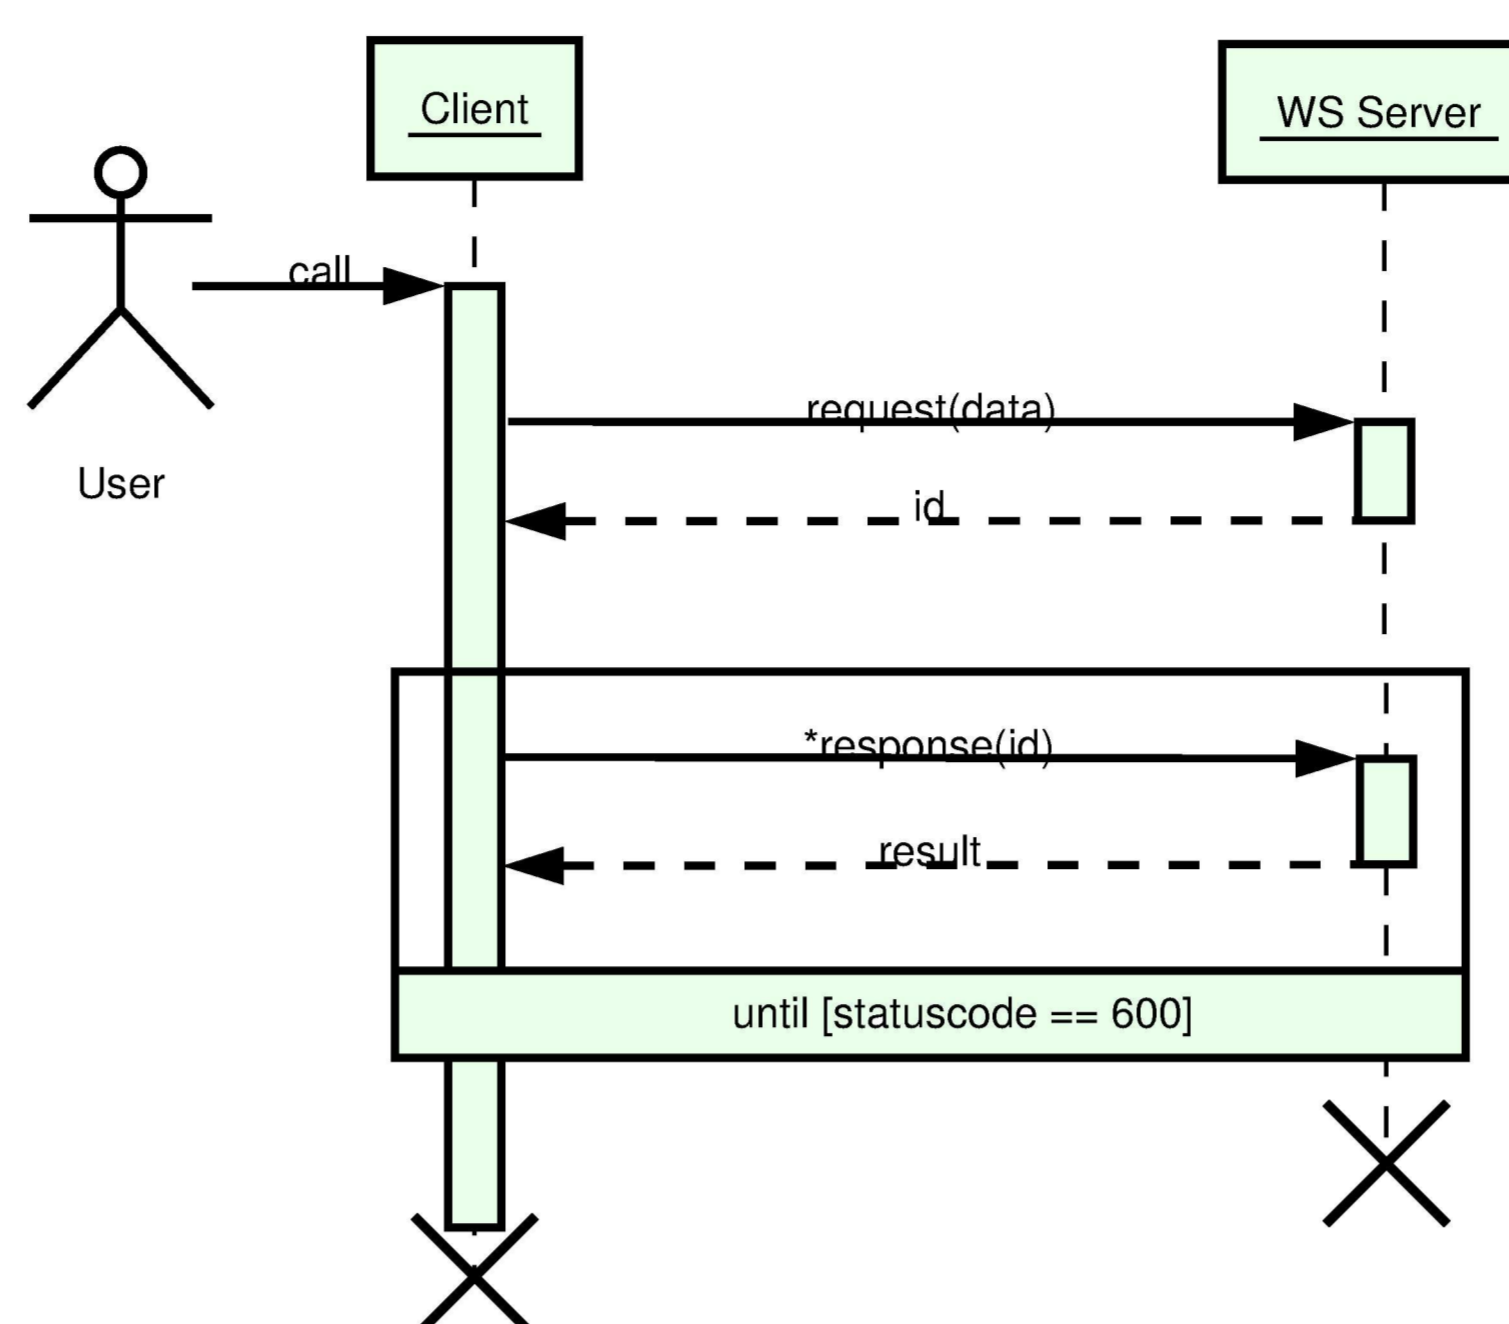 Client
WS Server
call
request(data)
User
id
*response(id)
result
until [statuscode == 600]